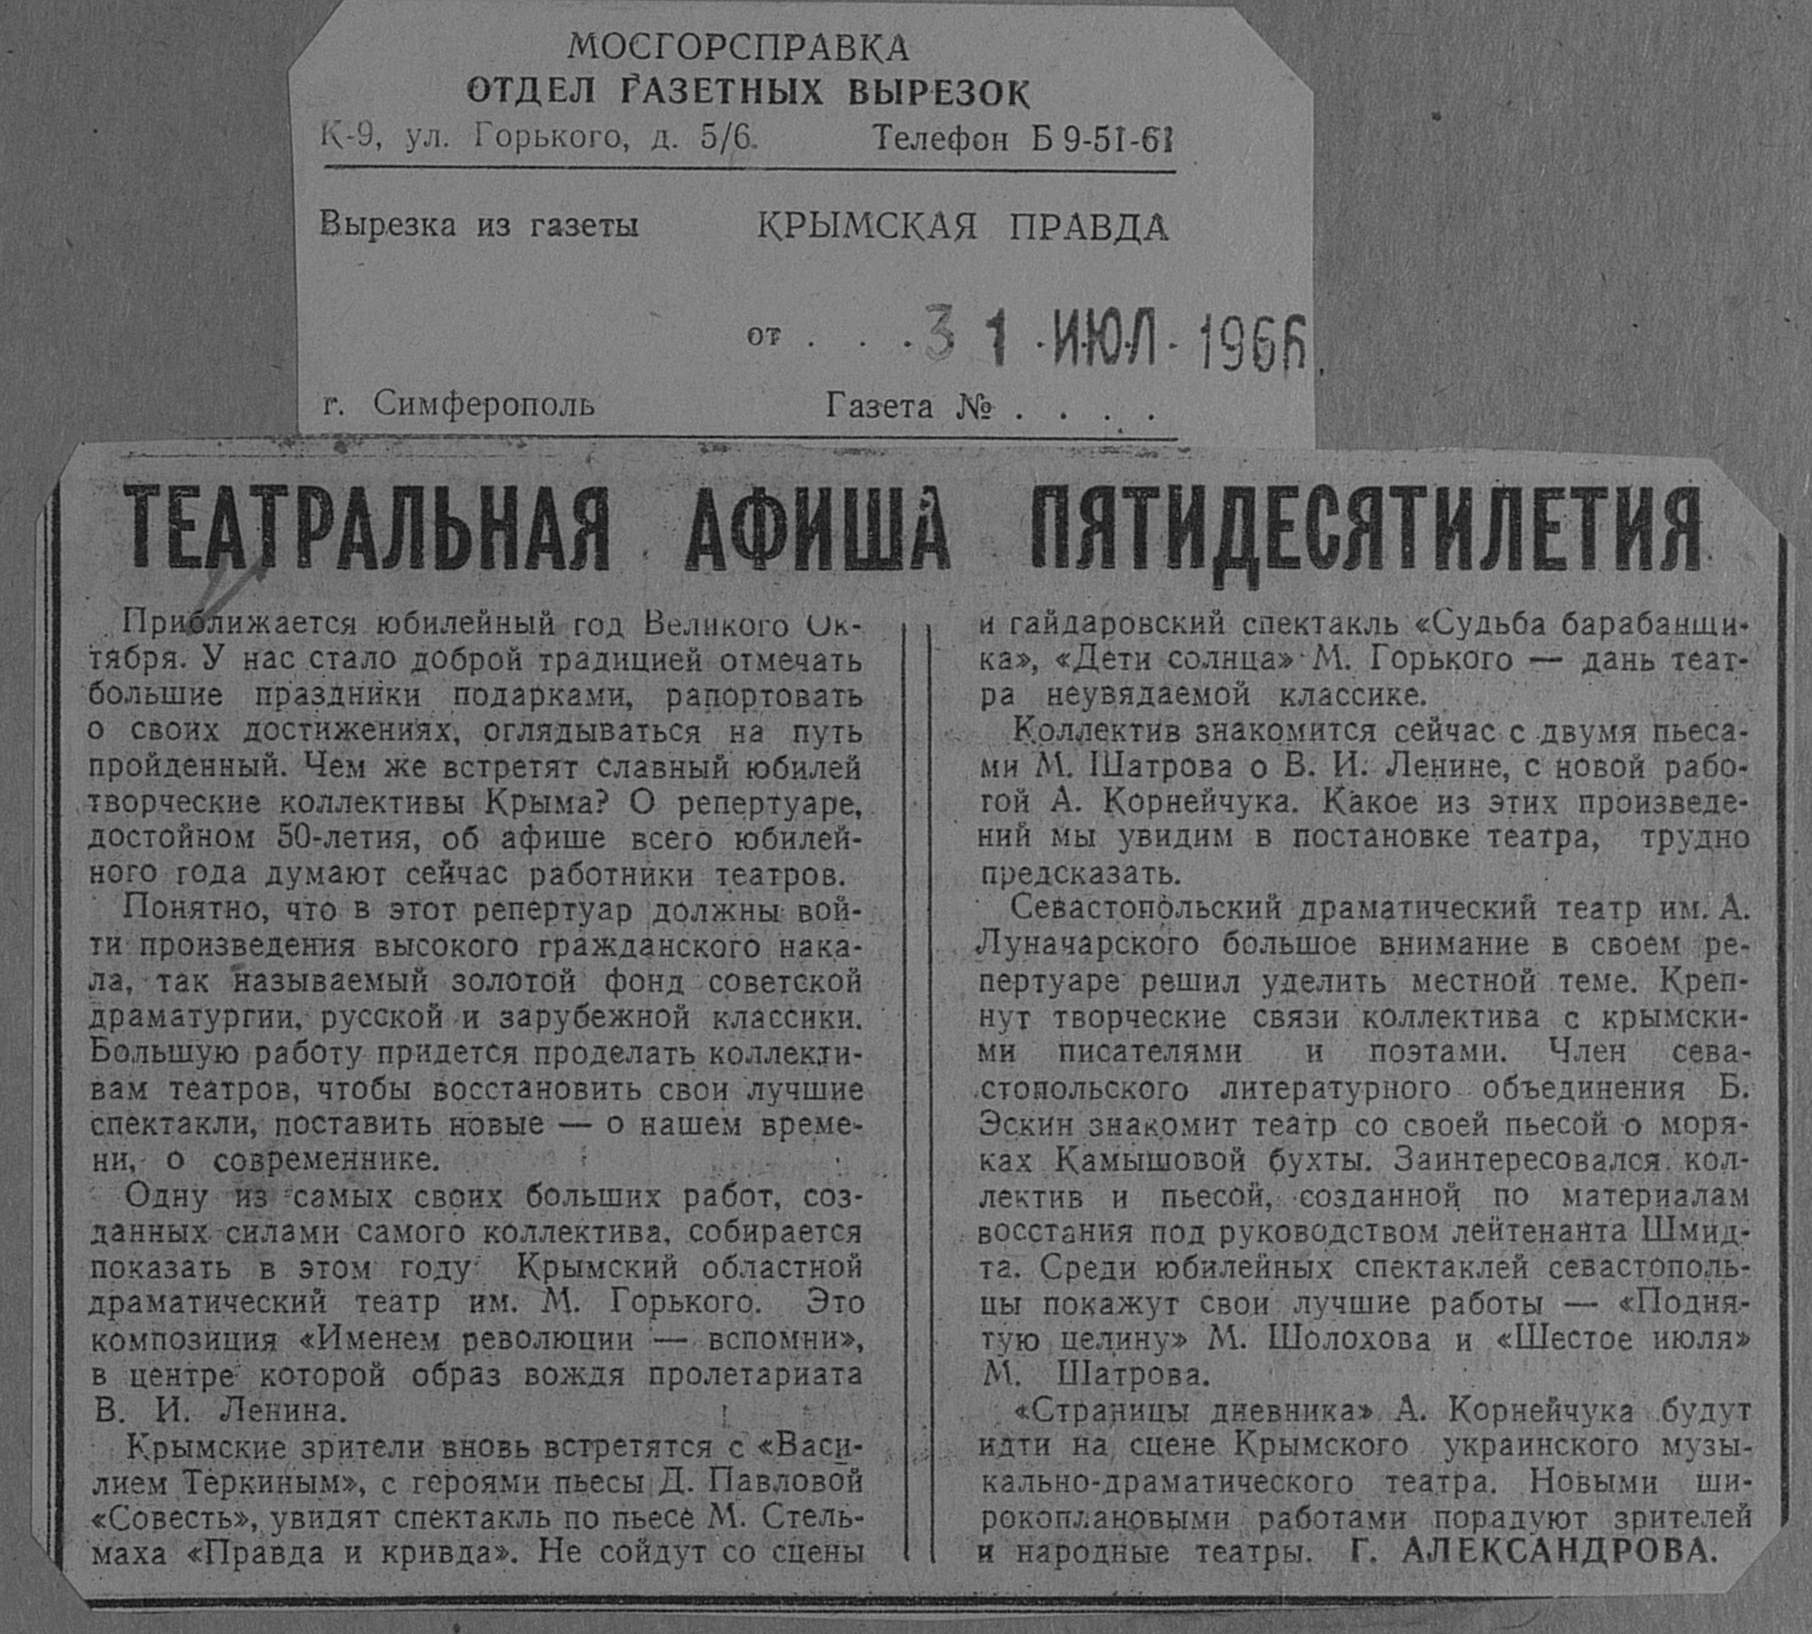 МОСГОРСПРАВКА
ОТДЕЛ ГАЗЕТНЫХ ВЫРЕЗОК
К-9, ул. Горького, д. 5/6. Телефон Б 9-51-61
Вырезка из газеты КРЫМСКАЯ ПРАВДА
от . . . 31 ИЮЛ 1966
г. Симферополь Газета № . . . .
ТЕАТРАЛЬНАЯ АФИША ПЯТИДЕСЯТИЛЕТИЯ
Приближается юбилейный год Великого Ок-
тября. У нас стало доброй традицией отмечать
большие праздники подарками, рапортовать
о своих достижениях, оглядываться на путь
пройденный. Чем же встретят славный юбилей
творческие коллективы Крыма? О репертуаре,
достойном 50-летия, об афише всего юбилей-
ного года думают сейчас работники театров.
Понятно, что в этот репертуар должны вой-
ти произведения высокого гражданского нака-
ла, так называемый золотой фонд советской
драматургии, русской и зарубежной классики.
Большую работу придется проделать коллекти-
вам театров, чтобы восстановить свои лучшие
спектакли, поставить новые — о нашем време-
ни, о современнике.
Одну из самых своих больших работ, соз-
данных силами самого коллектива, собирается
показать в этом году Крымский областной
драматический театр им. М. Горького. Это
композиция «Именем революции — вспомни»,
в центре которой образ вождя пролетариата
В. И. Ленина.
Крымские зрители вновь встретятся с «Васи-
лием Теркиным», с героями пьесы Д. Павловой
«Совесть», увидят спектакль по пьесе М. Стель-
маха «Правда и кривда». Не сойдут со сцены
и гайдаровский спектакль «Судьба барабанщи-
ка», «Дети солнца» М. Горького — дань теат-
ра неувядаемой классике.
Коллектив знакомится сейчас с двумя пьеса-
ми М. Шатрова о В. И. Ленине, с новой рабо-
той А. Корнейчука. Какое из этих произведе-
ний мы увидим в постановке театра, трудно
предсказать.
Севастопольский драматический театр им. А.
Луначарского большое внимание в своем ре-
пертуаре решил уделить местной теме. Креп-
нут творческие связи коллектива с крымски-
ми писателями и поэтами. Член сева-
стопольского литературного объединения Б.
Эскин знакомит театр со своей пьесой о моря-
ках Камышовой бухты. Заинтересовался кол-
лектив и пьесой, созданной по материалам
восстания под руководством лейтенанта Шмид-
та. Среди юбилейных спектаклей севастополь-
цы покажут свои лучшие работы — «Подня-
тую целину» М. Шолохова и «Шестое июля»
М. Шатрова.
«Страницы дневника» А. Корнейчука будут
идти на сцене Крымского украинского музы-
кально-драматического театра. Новыми ши-
рокоплановыми работами порадуют зрителей
и народные театры. Г. АЛЕКСАНДРОВА.